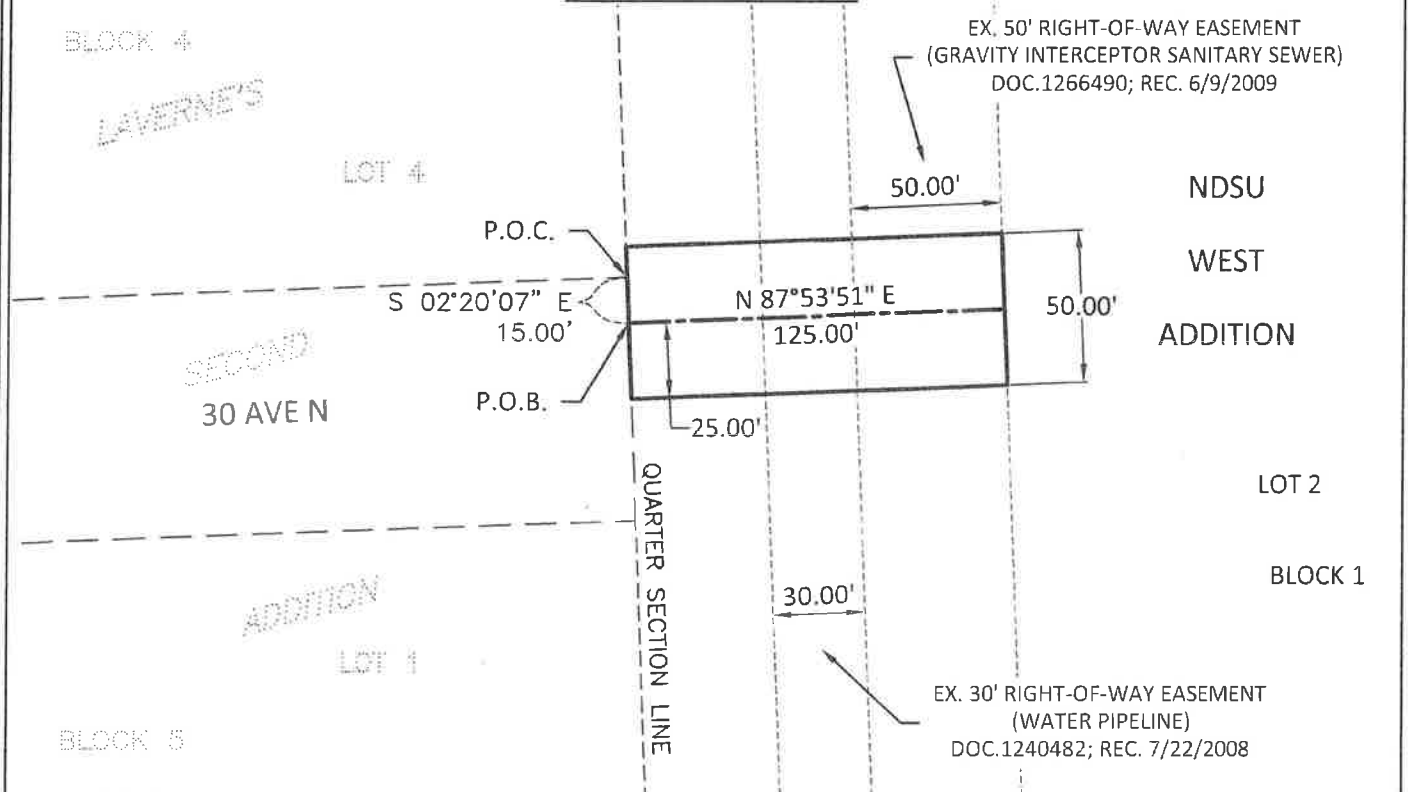 BLOCK 4
LAVERNE'S
LOT 4
EX. 50' RIGHT-OF-WAY EASEMENT
(GRAVITY INTERCEPTOR SANITARY SEWER)
DOC.1266490; REC. 6/9/2009
50.00'
NDSU
WEST
ADDITION
P.O.C.
S 02°20'07" E
15.00'
N 87°53'51" E
125.00'
50.00'
SECOND
30 AVE N
P.O.B.
25.00'
QUARTER SECTION LINE
LOT 2
BLOCK 1
30.00'
ADDITION
LOT 1
BLOCK 5
EX. 30' RIGHT-OF-WAY EASEMENT
(WATER PIPELINE)
DOC.1240482; REC. 7/22/2008